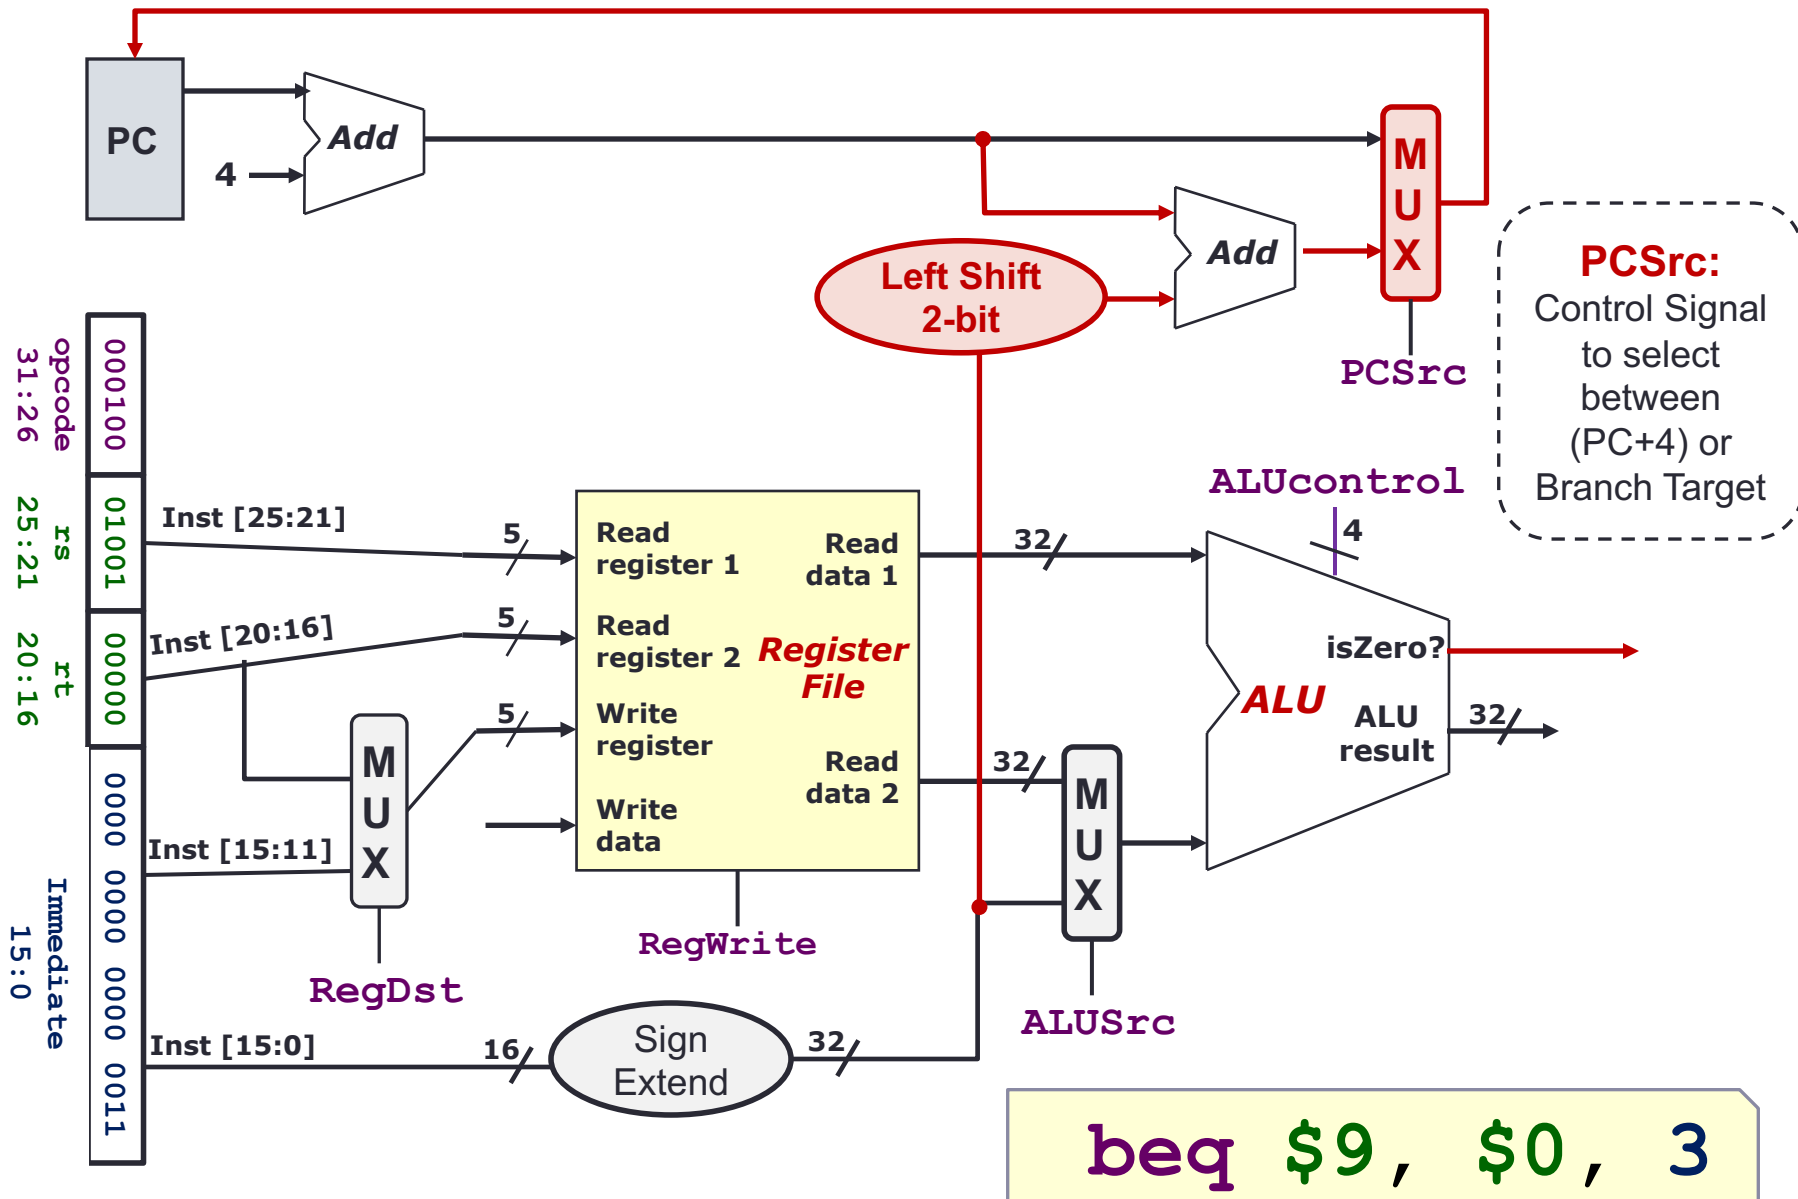 PC
Add
4
Add
M
U
X
Left Shift
2-bit
PCSrc
PCSrc:
Control Signal
to select
between
(PC+4) or
Branch Target
opcode
31:26
000100
rs
25:21
01001
rt
20:16
00000
Immediate
15:0
0000 0000 0000 0011
Inst [25:21]
5
Inst [20:16]
5
Inst [15:11]
M
U
X
5
RegDst
Read
register 1
Read
register 2
Write
register
Write
data
Read
data 1
Register
File
Read
data 2
RegWrite
32
32
M
U
X
ALUSrc
ALUcontrol
4
isZero?
ALU
ALU
result
32
Inst [15:0]
16
Sign
Extend
32
beq $9, $0, 3